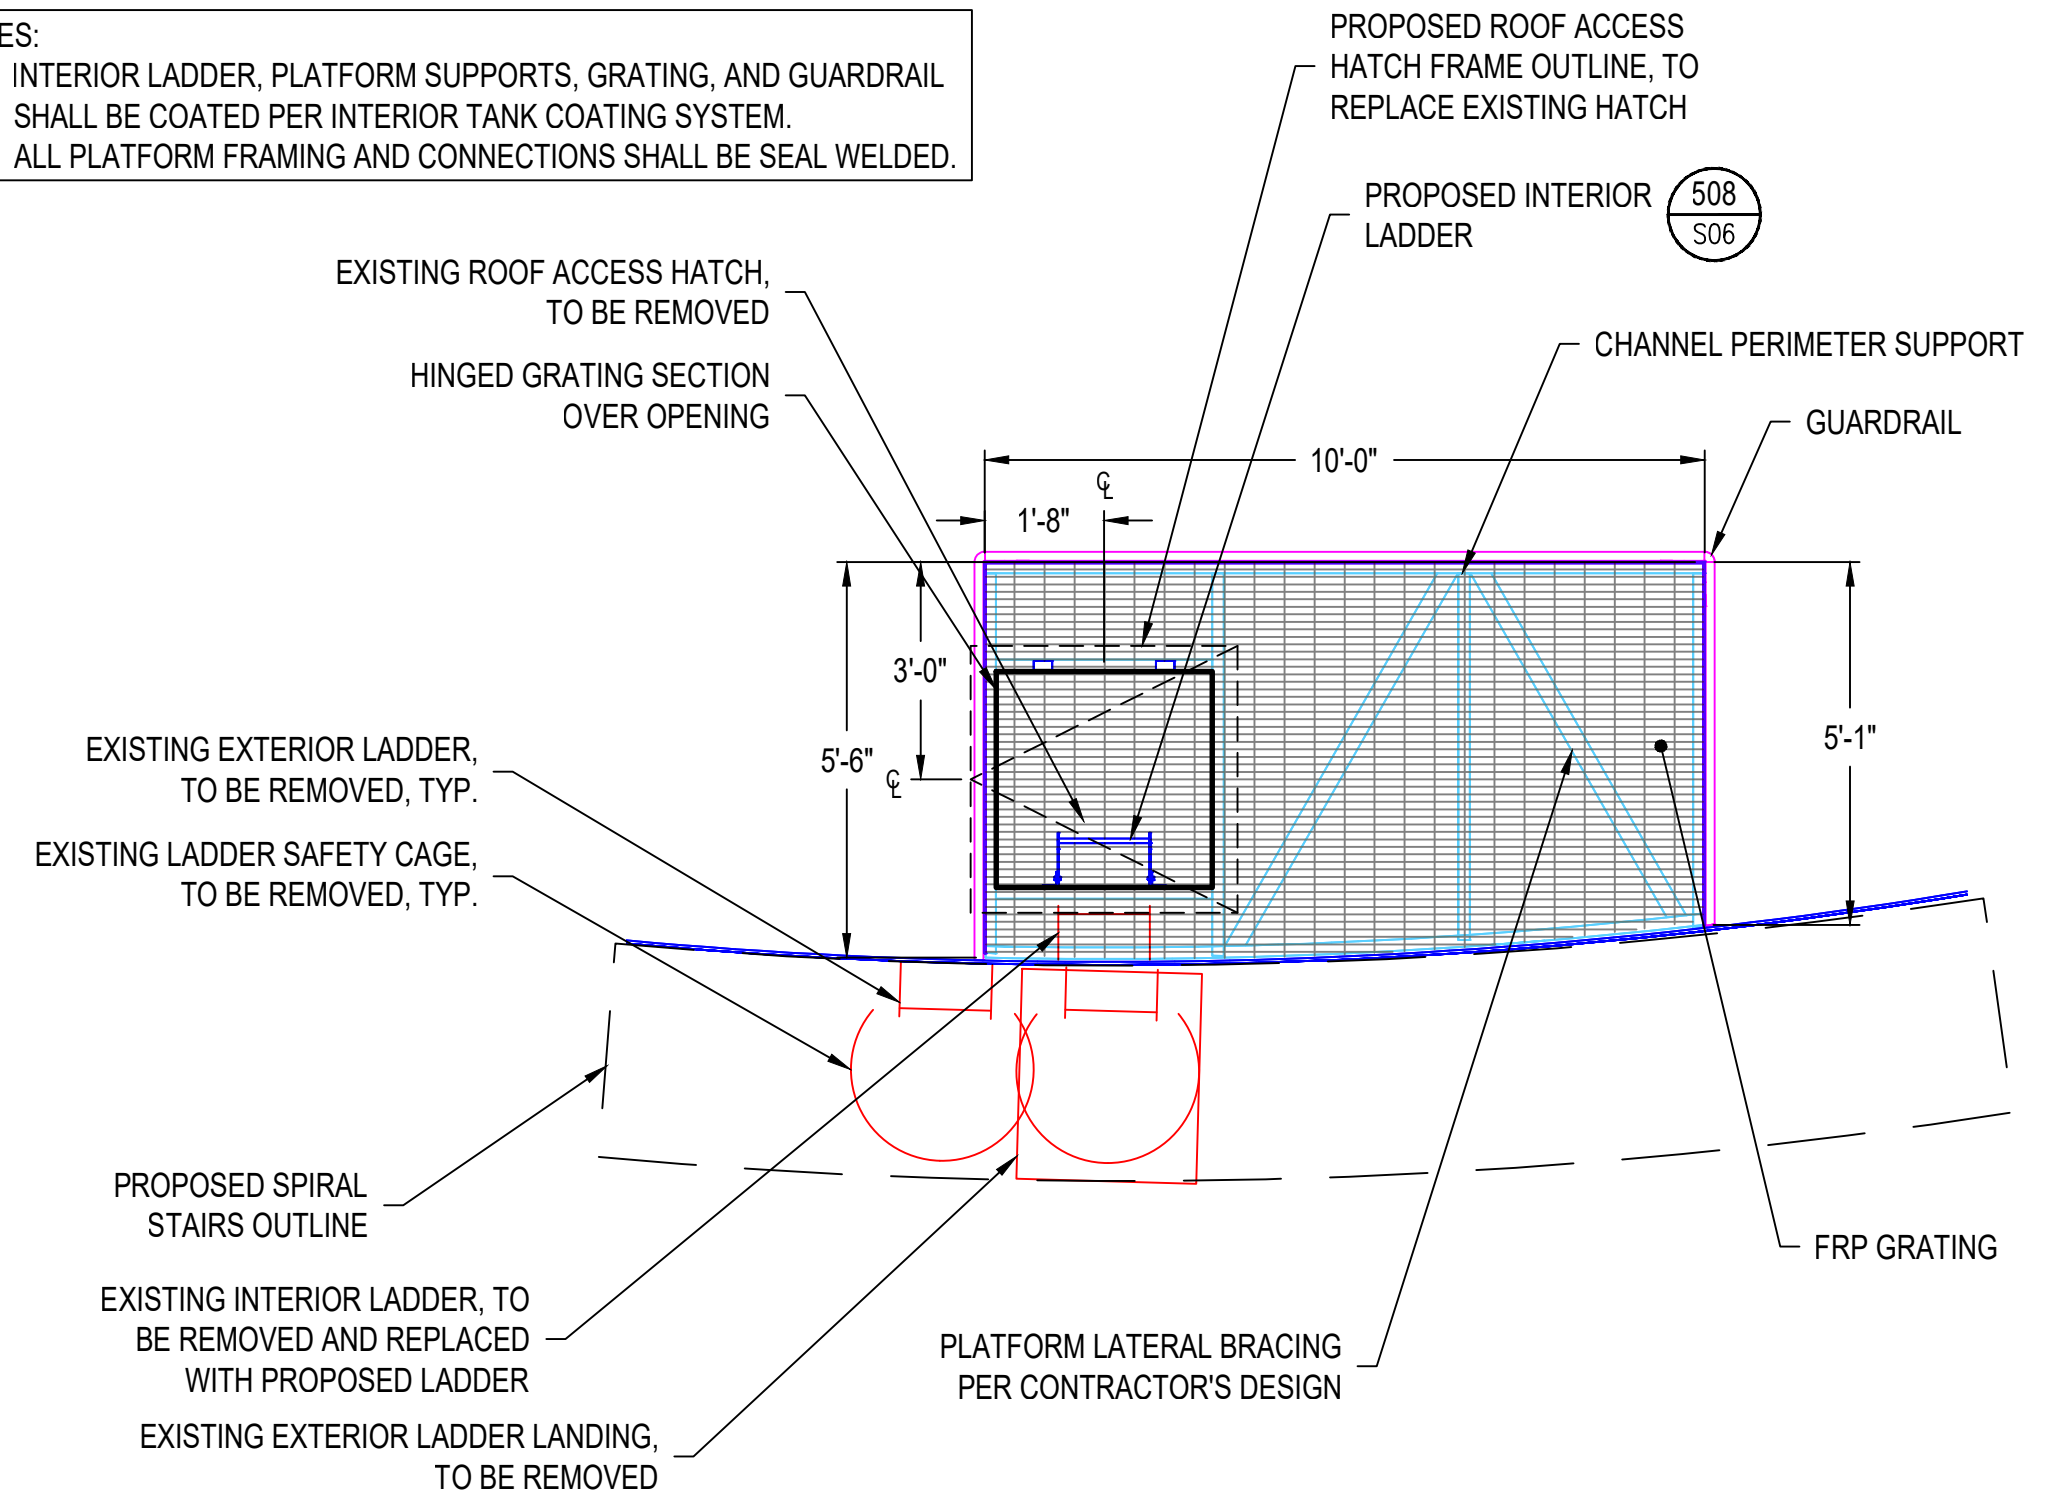 ES:
INTERIOR LADDER, PLATFORM SUPPORTS, GRATING, AND GUARDRAIL
SHALL BE COATED PER INTERIOR TANK COATING SYSTEM.
ALL PLATFORM FRAMING AND CONNECTIONS SHALL BE SEAL WELDED.
PROPOSED ROOF ACCESS
HATCH FRAME OUTLINE, TO
REPLACE EXISTING HATCH
PROPOSED INTERIOR
LADDER
508
S06
EXISTING ROOF ACCESS HATCH,
TO BE REMOVED
CHANNEL PERIMETER SUPPORT
HINGED GRATING SECTION
OVER OPENING
GUARDRAIL
10'-0"
℄
1'-8"
3'-0"
5'-6"
℄
5'-1"
EXISTING EXTERIOR LADDER,
TO BE REMOVED, TYP.
EXISTING LADDER SAFETY CAGE,
TO BE REMOVED, TYP.
PROPOSED SPIRAL
STAIRS OUTLINE
FRP GRATING
EXISTING INTERIOR LADDER, TO
BE REMOVED AND REPLACED
WITH PROPOSED LADDER
PLATFORM LATERAL BRACING
PER CONTRACTOR'S DESIGN
EXISTING EXTERIOR LADDER LANDING,
TO BE REMOVED